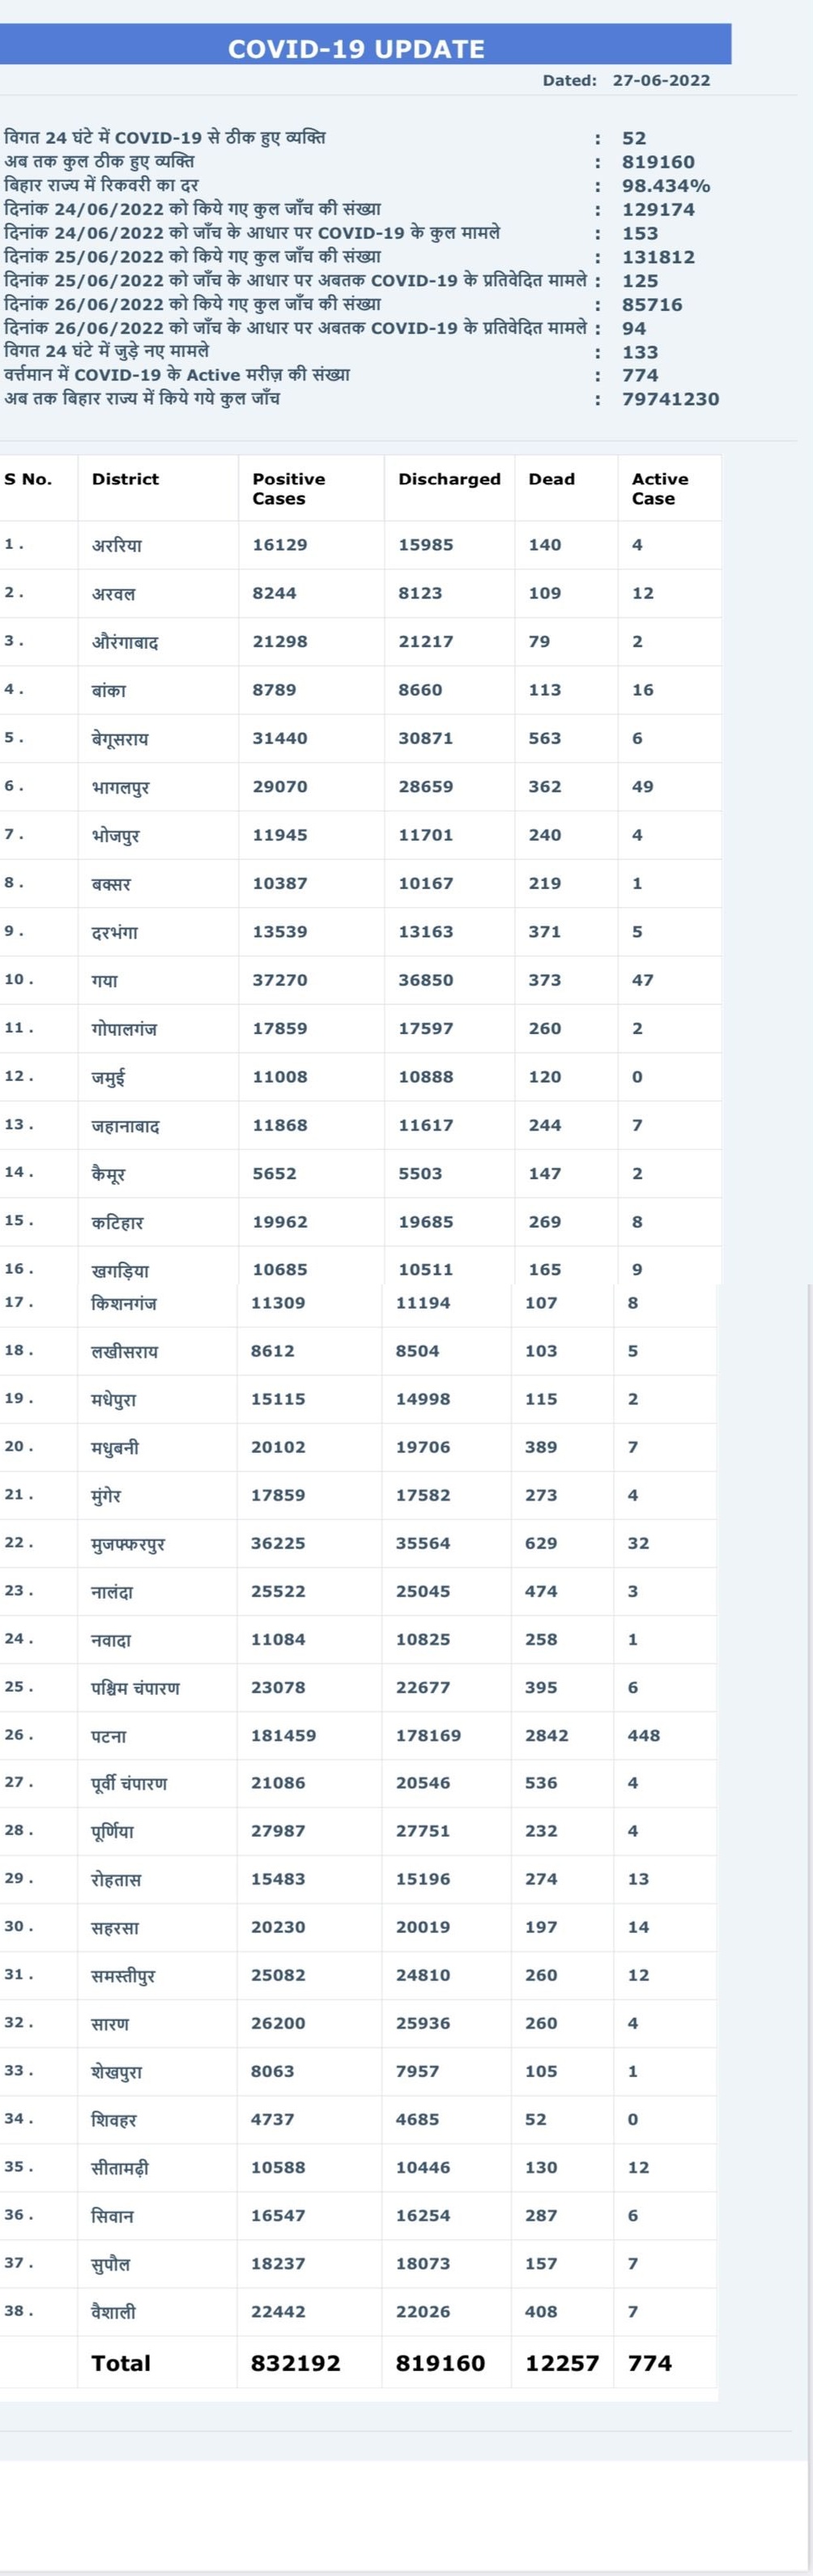 COVID-19 UPDATE
Dated: 27-06-2022
विगत 24 घंटे में COVID-19 से ठीक हुए व्यक्ति : 52
अब तक कुल ठीक हुए व्यक्ति : 819160
बिहार राज्य में रिकवरी का दर : 98.434%
दिनांक 24/06/2022 को किये गए कुल जाँच की संख्या : 129174
दिनांक 24/06/2022 को जाँच के आधार पर COVID-19 के कुल मामले : 153
दिनांक 25/06/2022 को किये गए कुल जाँच की संख्या : 131812
दिनांक 25/06/2022 को जाँच के आधार पर अबतक COVID-19 के प्रतिवेदित मामले : 125
दिनांक 26/06/2022 को किये गए कुल जाँच की संख्या : 85716
दिनांक 26/06/2022 को जाँच के आधार पर अबतक COVID-19 के प्रतिवेदित मामले : 94
विगत 24 घंटे में जुड़े नए मामले : 133
वर्त्तमान में COVID-19 के Active मरीज़ की संख्या : 774
अब तक बिहार राज्य में किये गये कुल जाँच : 79741230
S No. District Positive Cases Discharged Dead Active Case
1 . अररिया 16129 15985 140 4
2 . अरवल 8244 8123 109 12
3 . औरंगाबाद 21298 21217 79 2
4 . बांका 8789 8660 113 16
5 . बेगूसराय 31440 30871 563 6
6 . भागलपुर 29070 28659 362 49
7 . भोजपुर 11945 11701 240 4
8 . बक्सर 10387 10167 219 1
9 . दरभंगा 13539 13163 371 5
10 . गया 37270 36850 373 47
11 . गोपालगंज 17859 17597 260 2
12 . जमुई 11008 10888 120 0
13 . जहानाबाद 11868 11617 244 7
14 . कैमूर 5652 5503 147 2
15 . कटिहार 19962 19685 269 8
16 . खगड़िया 10685 10511 165 9
17 . किशनगंज 11309 11194 107 8
18 . लखीसराय 8612 8504 103 5
19 . मधेपुरा 15115 14998 115 2
20 . मधुबनी 20102 19706 389 7
21 . मुंगेर 17859 17582 273 4
22 . मुजफ्फरपुर 36225 35564 629 32
23 . नालंदा 25522 25045 474 3
24 . नवादा 11084 10825 258 1
25 . पश्चिम चंपारण 23078 22677 395 6
26 . पटना 181459 178169 2842 448
27 . पूर्वी चंपारण 21086 20546 536 4
28 . पूर्णिया 27987 27751 232 4
29 . रोहतास 15483 15196 274 13
30 . सहरसा 20230 20019 197 14
31 . समस्तीपुर 25082 24810 260 12
32 . सारण 26200 25936 260 4
33 . शेखपुरा 8063 7957 105 1
34 . शिवहर 4737 4685 52 0
35 . सीतामढ़ी 10588 10446 130 12
36 . सिवान 16547 16254 287 6
37 . सुपौल 18237 18073 157 7
38 . वैशाली 22442 22026 408 7
Total 832192 819160 12257 774